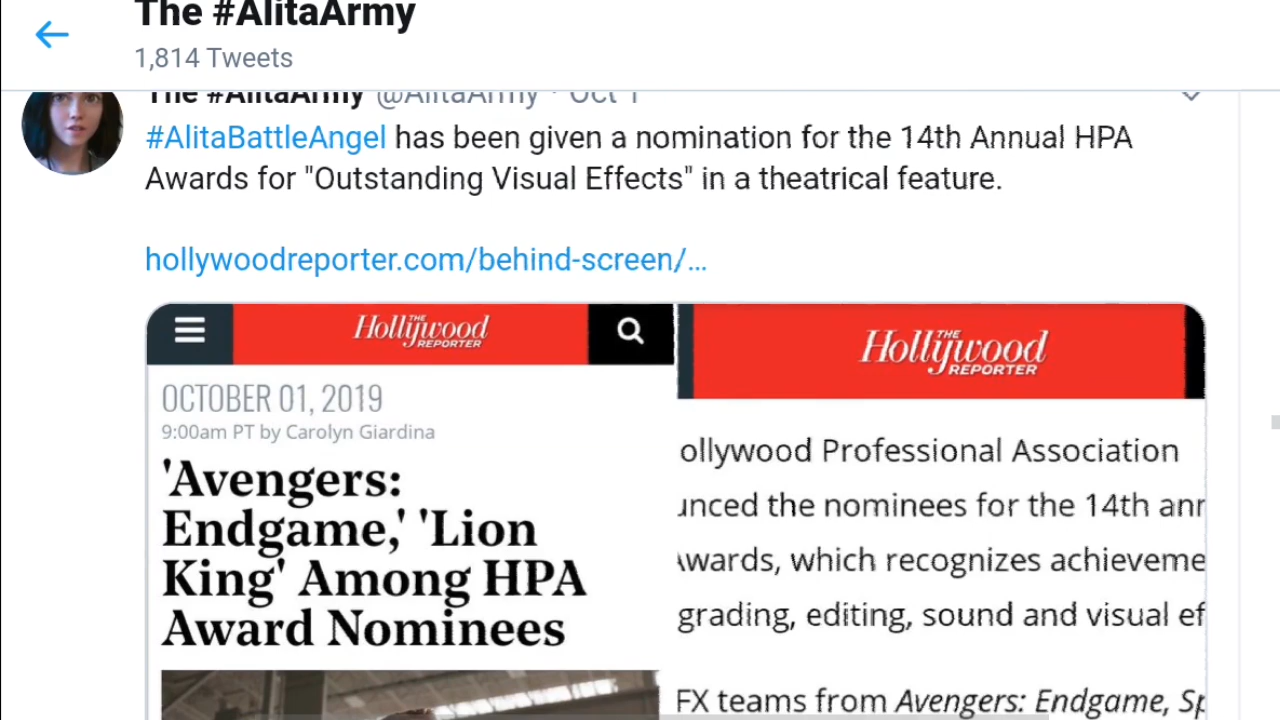 The #AlitaArmy
1,814 Tweets
The #AlitaArmy @AlitaArmy · Oct 1
#AlitaBattleAngel has been given a nomination for the 14th Annual HPA
Awards for "Outstanding Visual Effects" in a theatrical feature.
hollywoodreporter.com/behind-screen/...
THE
Hollywood
REPORTER
OCTOBER 01, 2019
9:00am PT by Carolyn Giardina
'Avengers:
Endgame,' 'Lion
King' Among HPA
Award Nominees
THE
Hollywood
REPORTER
ollywood Professional Association
unced the nominees for the 14th ann
wards, which recognizes achieveme
grading, editing, sound and visual ef
FX teams from Avengers: Endgame, Sp